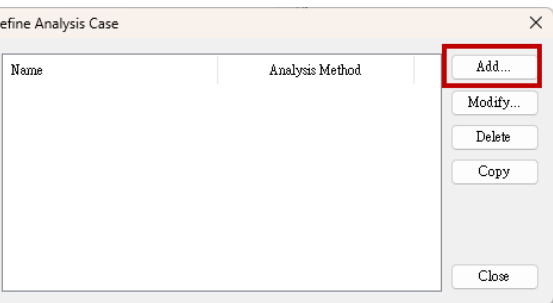 efine Analysis Case
Name Analysis Method
Add...
Modify...
Delete
Copy
Close